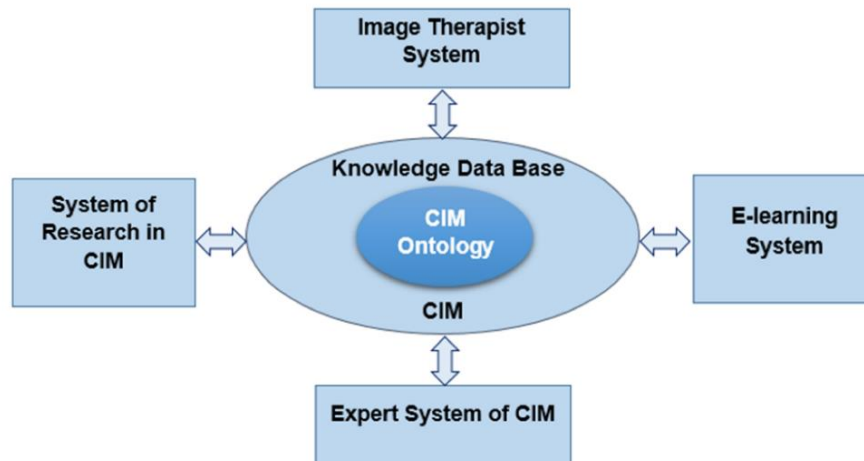 Image Therapist
System
Knowledge Data Base
System of
Research in
CIM
CIM
Ontology
E-learning
System
CIM
Expert System of CIM